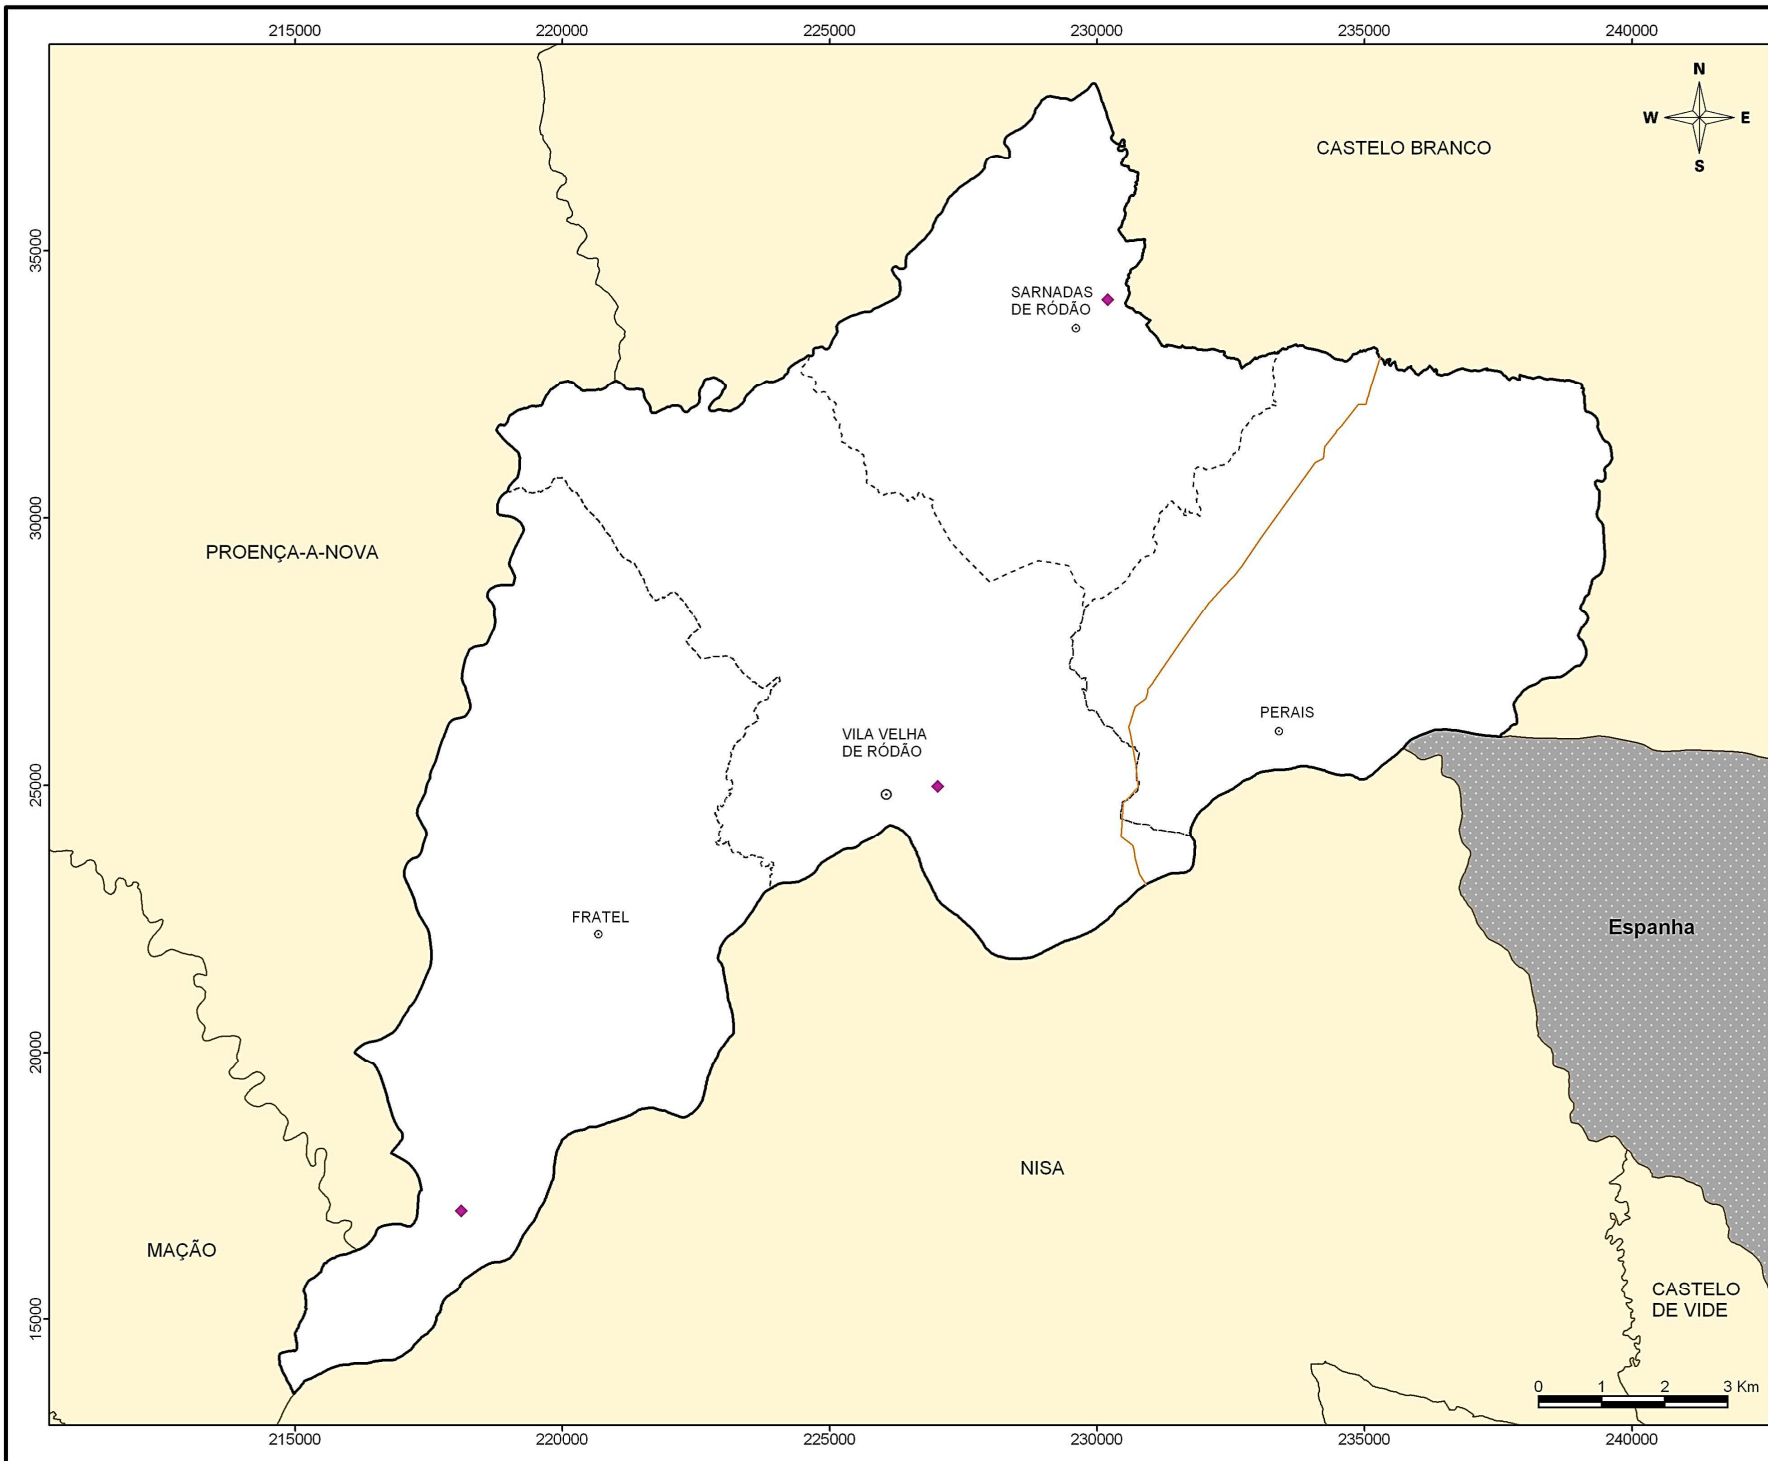 215000 220000 225000 230000 235000 240000
N
W E
S
CASTELO BRANCO
35000
SARNADAS
DE RÓDÃO
30000
PROENÇA-A-NOVA
PERAIS
VILA VELHA
DE RÓDÃO
25000
FRATEL
Espanha
20000
NISA
MAÇÃO
CASTELO
DE VIDE
15000
0 1 2 3 Km
215000 220000 225000 230000 235000 240000